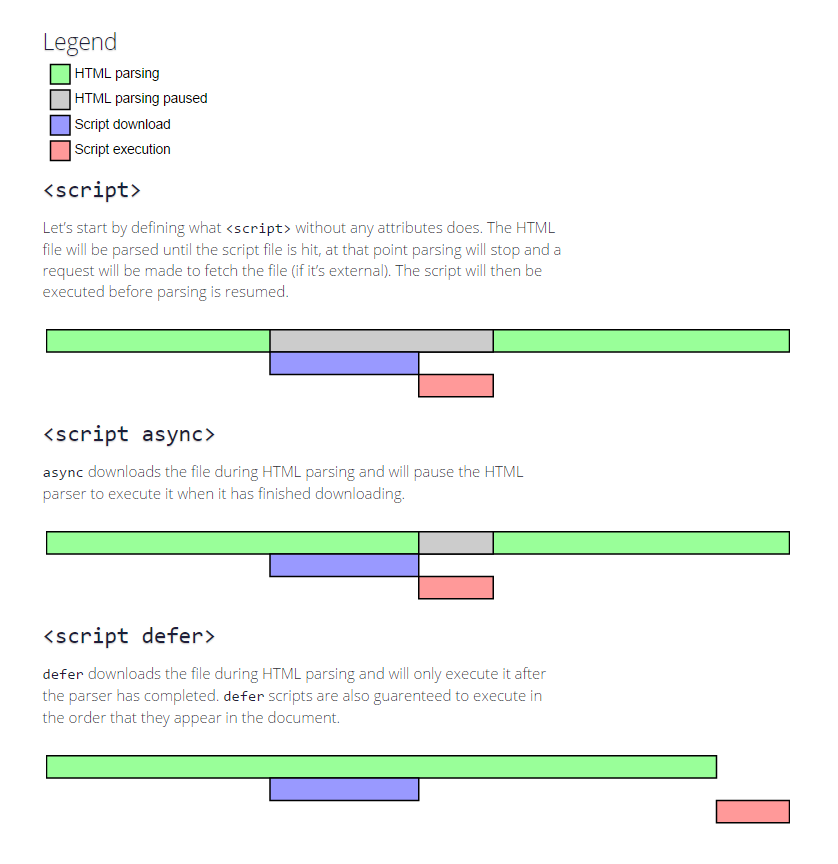 Legend
HTML parsing
HTML parsing paused
Script download
Script execution
<script>
Let’s start by defining what <script> without any attributes does. The HTML
file will be parsed until the script file is hit, at that point parsing will stop and a
request will be made to fetch the file (if it’s external). The script will then be
executed before parsing is resumed.
<script async>
async downloads the file during HTML parsing and will pause the HTML
parser to execute it when it has finished downloading.
<script defer>
defer downloads the file during HTML parsing and will only execute it after
the parser has completed. defer scripts are also guarenteed to execute in
the order that they appear in the document.